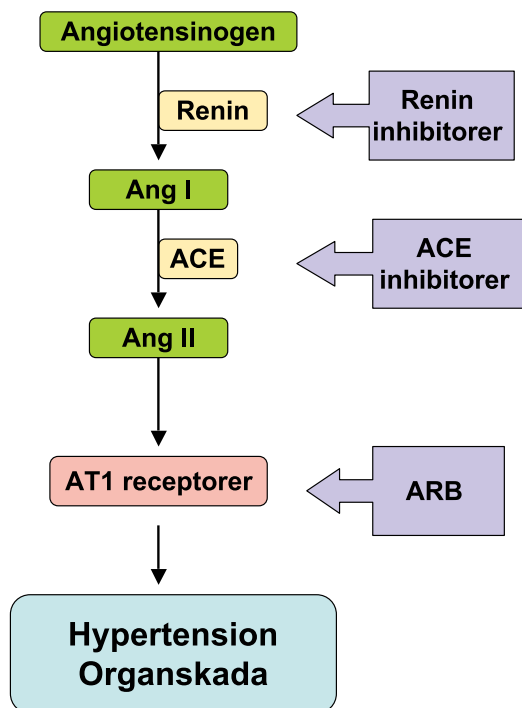 Angiotensinogen
Renin
Renin
inhibitorer
Ang I
ACE
ACE
inhibitorer
Ang II
AT1 receptorer
ARB
Hypertension
Organskada